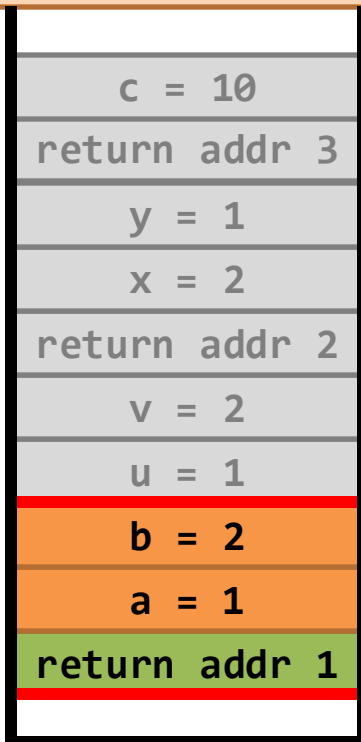 c = 10
return addr 3
y = 1
x = 2
return addr 2
v = 2
u = 1
b = 2
a = 1
return addr 1